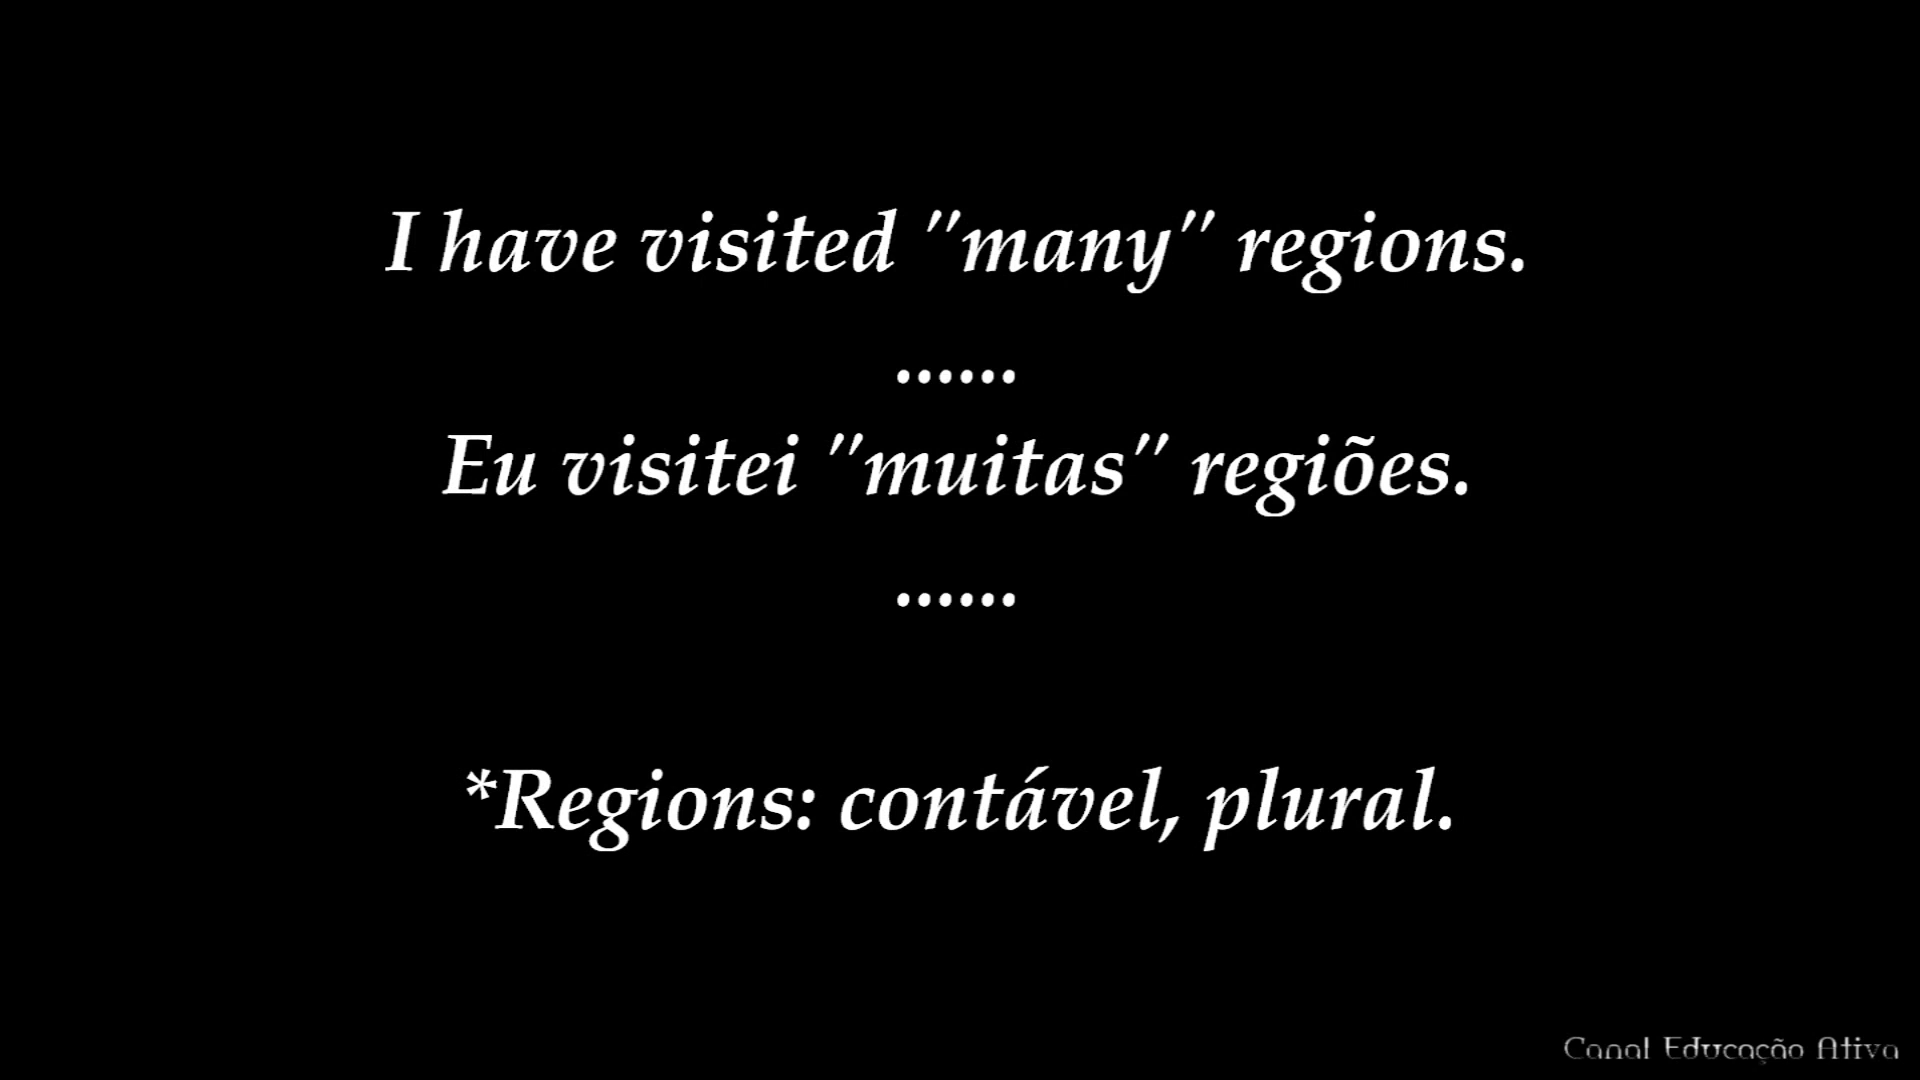 I have visited "many" regions.
......
Eu visitei "muitas" regiões.
......
*Regions: contável, plural.
Canal Educação Ativa